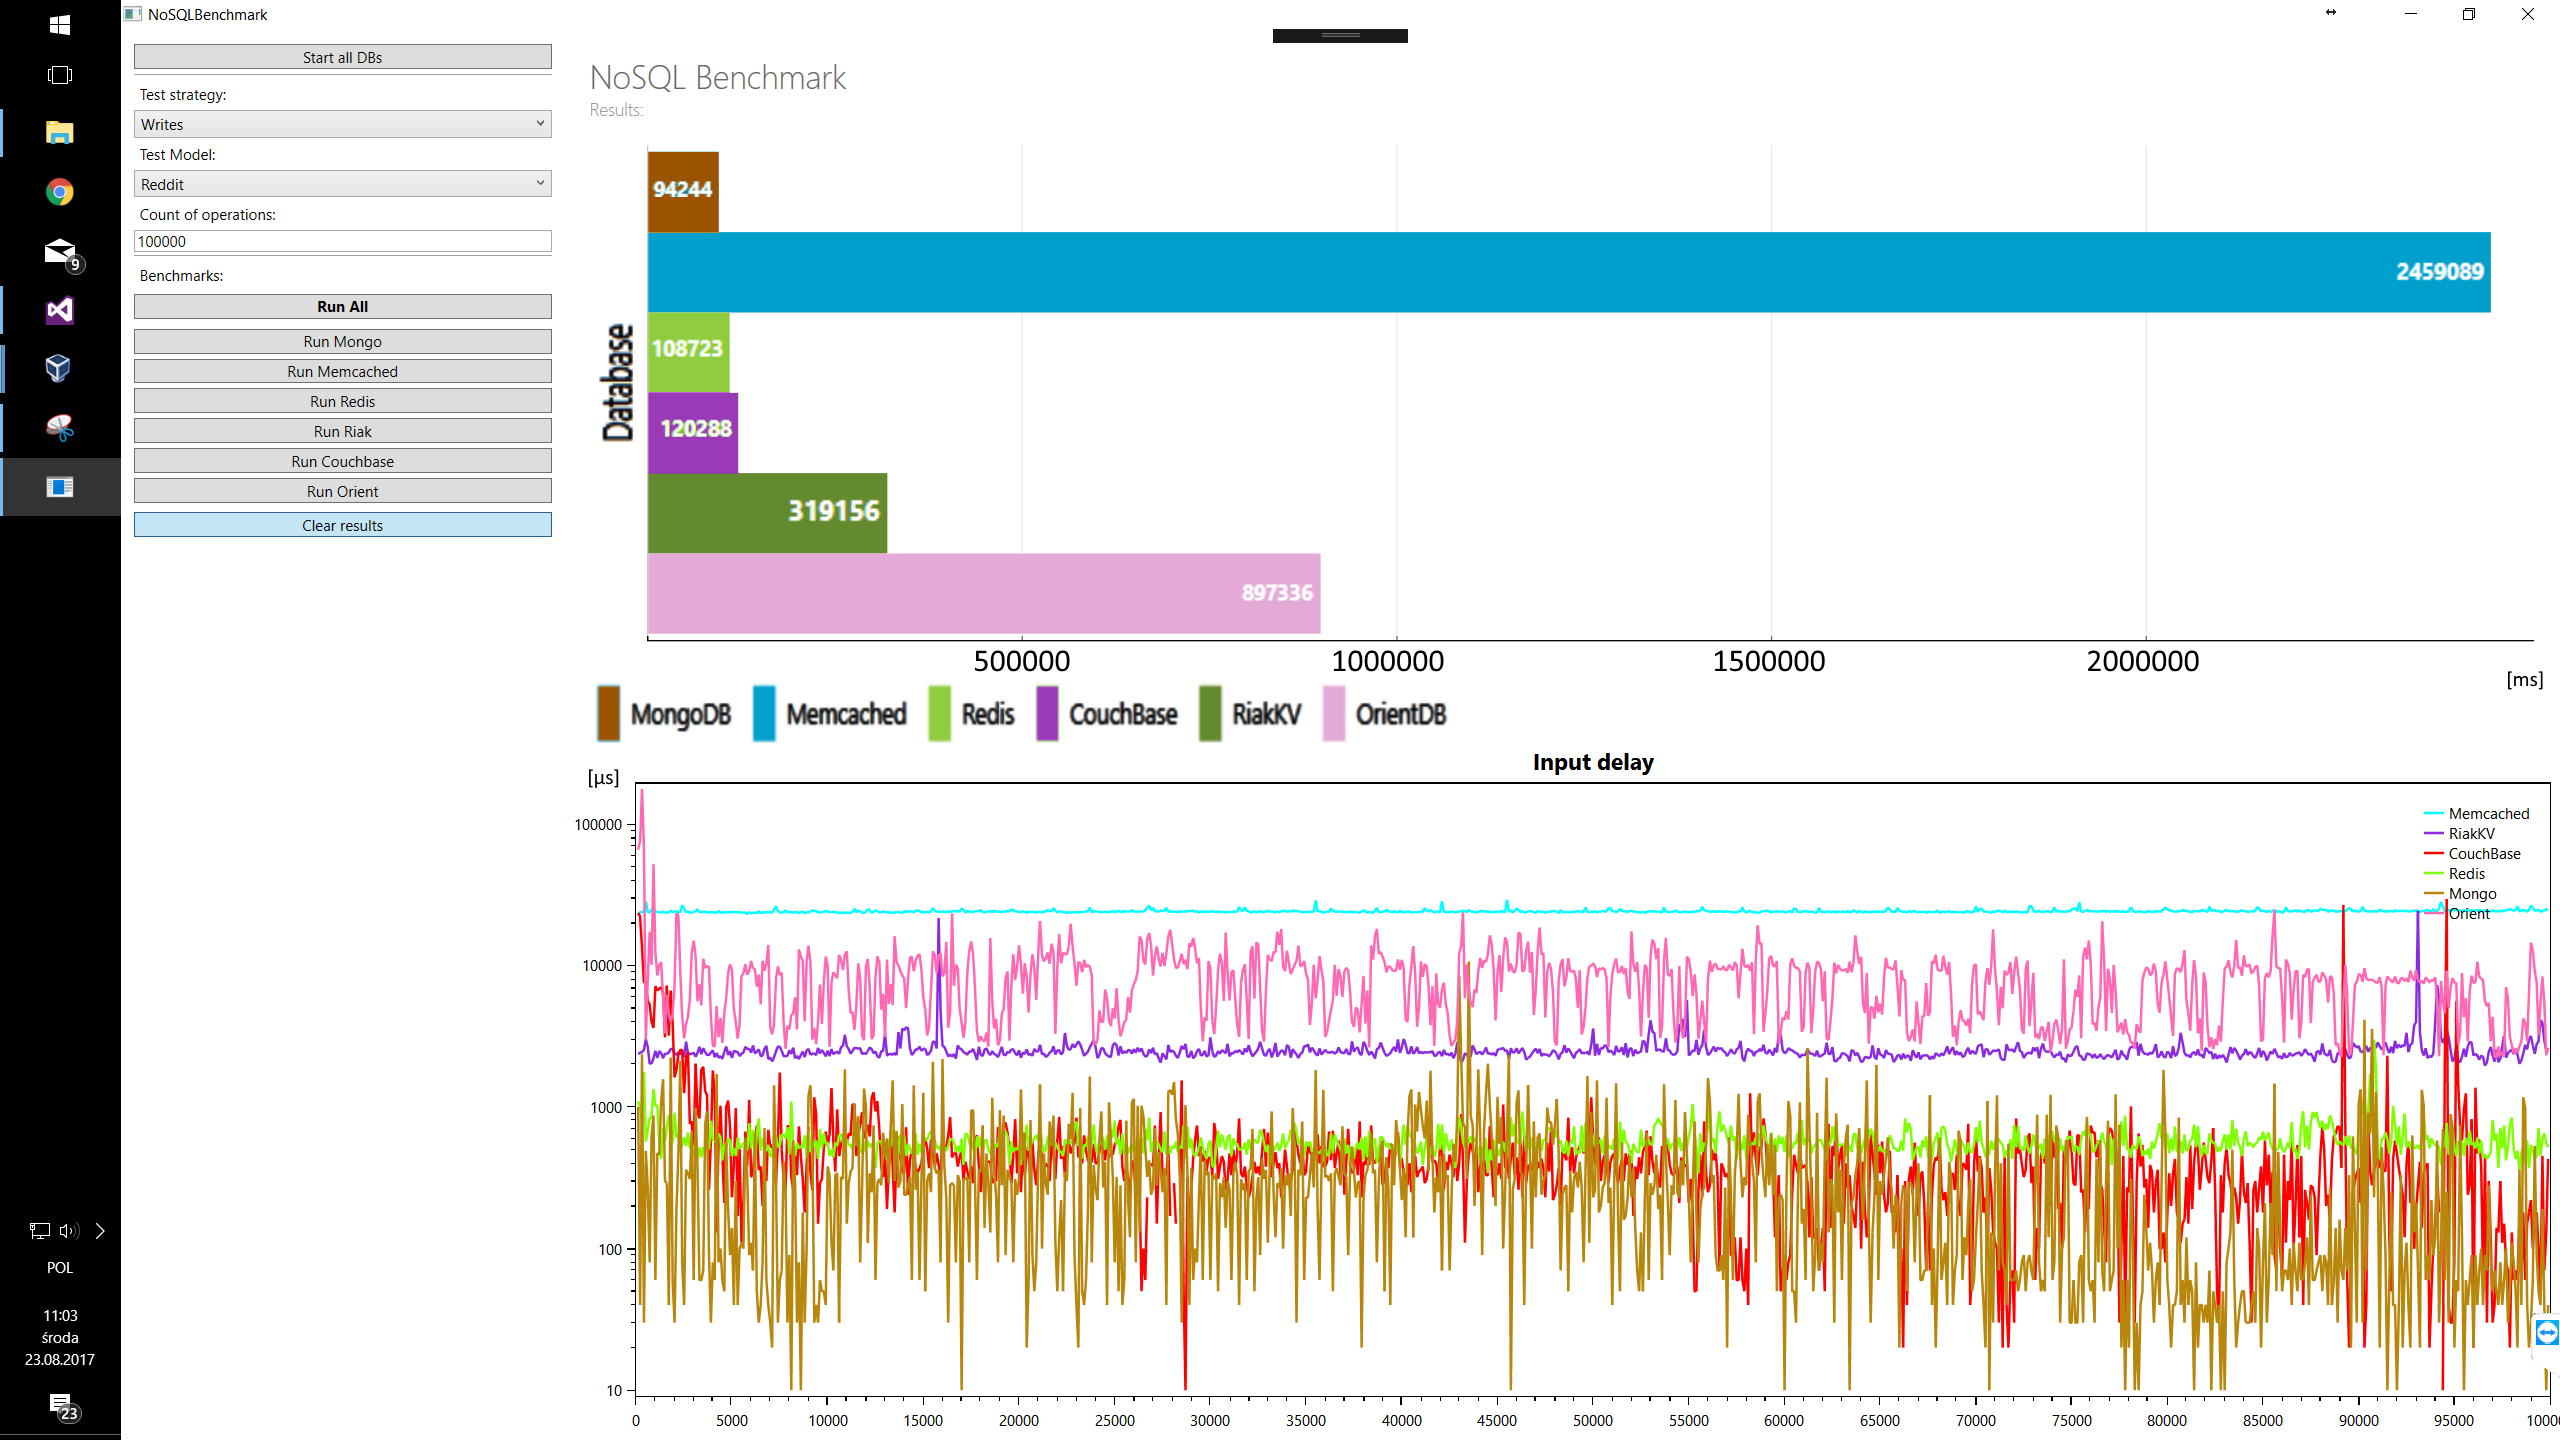 NoSQLBenchmark
Start all DBs
Test strategy:
Writes
Test Model:
Reddit
Count of operations:
100000
Benchmarks:
Run All
Run Mongo
Run Memcached
Run Redis
Run Riak
Run Couchbase
Run Orient
Clear results
9
POL
11:03
środa
23.08.2017
23
NoSQL Benchmark
Results:
Database
94244
2459089
108723
120288
319156
897336
500000 1000000 1500000 2000000
[ms]
MongoDB Memcached Redis CouchBase RiakKV OrientDB
Input delay
[µs]
100000
10000
1000
100
10
Memcached
RiakKV
CouchBase
Redis
Mongo
Orient
0 5000 10000 15000 20000 25000 30000 35000 40000 45000 50000 55000 60000 65000 70000 75000 80000 85000 90000 95000